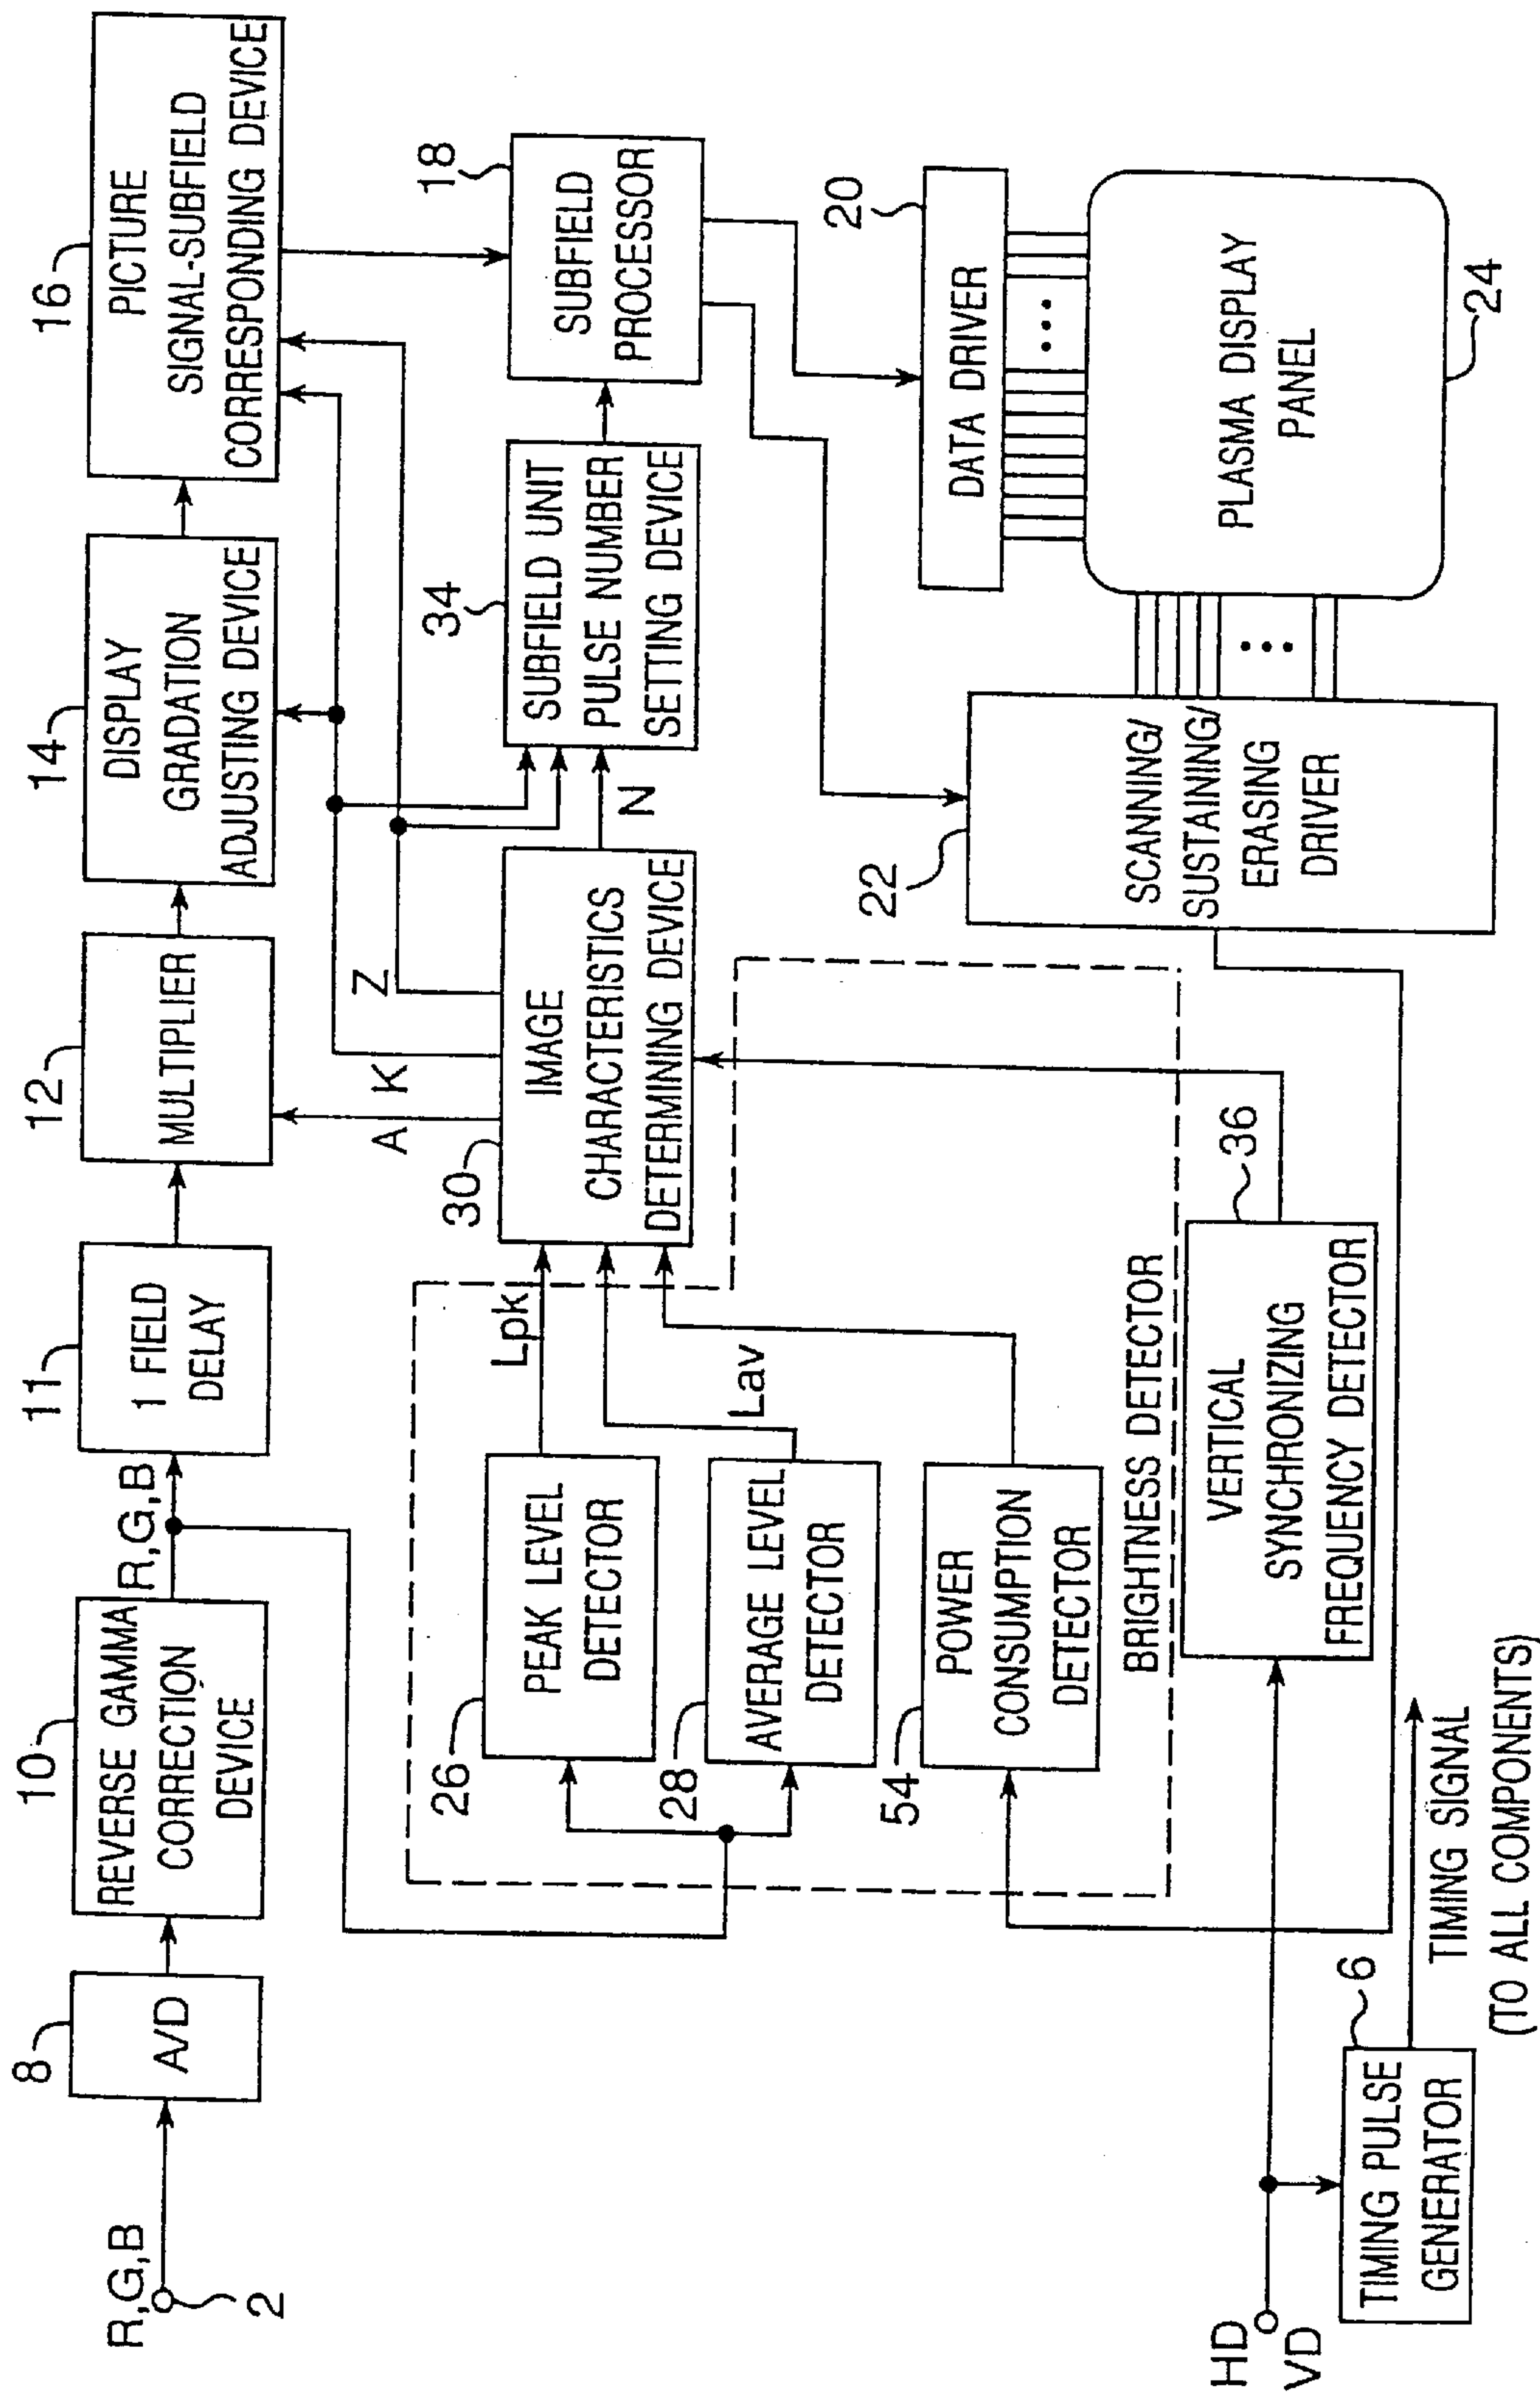 R,G,B
2
8
A/D
10
REVERSE GAMMA
CORRECTION
DEVICE
R,G,B
11
1 FIELD
DELAY
12
MULTIPLIER
14
DISPLAY
GRADATION
ADJUSTING DEVICE
16
PICTURE
SIGNAL-SUBFIELD
CORRESPONDING DEVICE
A
K
Z
26
PEAK LEVEL
DETECTOR
Lpk
28
AVERAGE LEVEL
DETECTOR
Lav
54
POWER
CONSUMPTION
DETECTOR
BRIGHTNESS DETECTOR
30
IMAGE
CHARACTERISTICS
DETERMINING DEVICE
N
34
SUBFIELD UNIT
PULSE NUMBER
SETTING DEVICE
18
SUBFIELD
PROCESSOR
20
DATA DRIVER
22
SCANNING/
SUSTAINING/
ERASING
DRIVER
PLASMA DISPLAY
PANEL
24
36
VERTICAL
SYNCHRONIZING
FREQUENCY DETECTOR
HD
VD
6
TIMING PULSE
GENERATOR
TIMING SIGNAL
(TO ALL COMPONENTS)